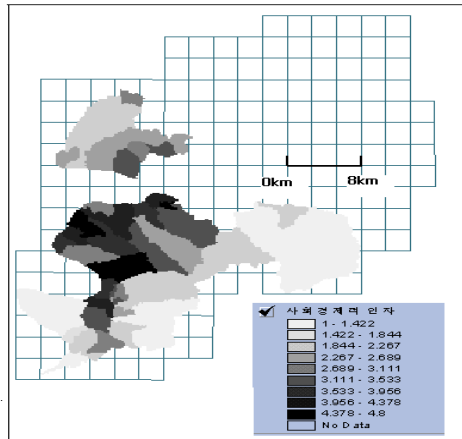 0km 8km
사회경제적 인자
1 - 1.422
1.422 - 1.844
1.844 - 2.267
2.267 - 2.689
2.689 - 3.111
3.111 - 3.533
3.533 - 3.956
3.956 - 4.378
4.378 - 4.8
No Data